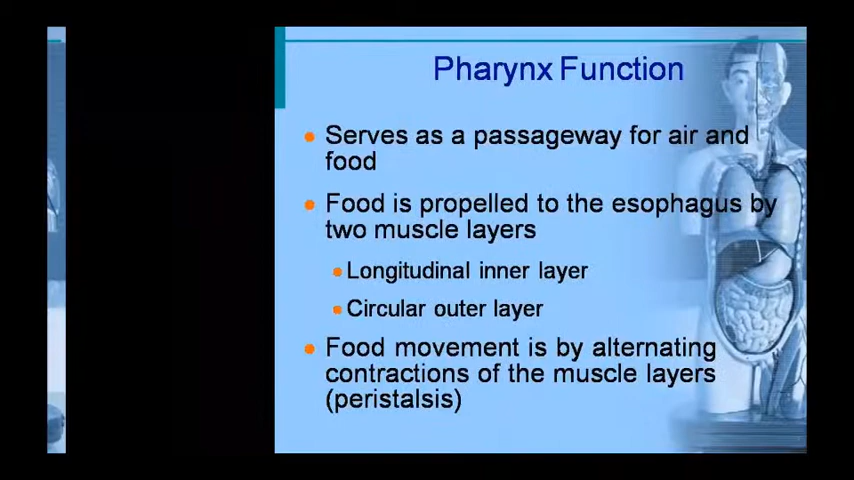 Pharynx Function
Serves as a passageway for air and
food
Food is propelled to the esophagus by
two muscle layers
Longitudinal inner layer
Circular outer layer
Food movement is by alternating
contractions of the muscle layers
(peristalsis)